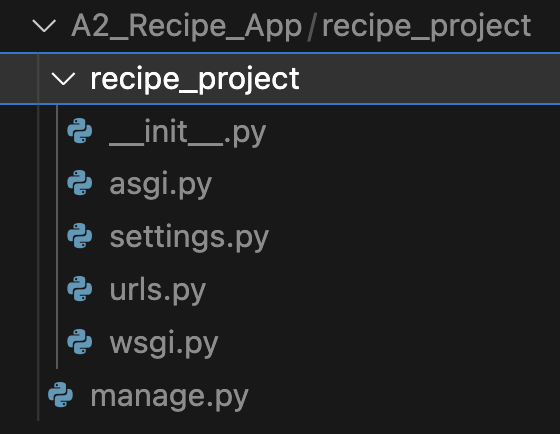 A2_Recipe_App/recipe_project
recipe_project
__init__.py
asgi.py
settings.py
urls.py
wsgi.py
manage.py